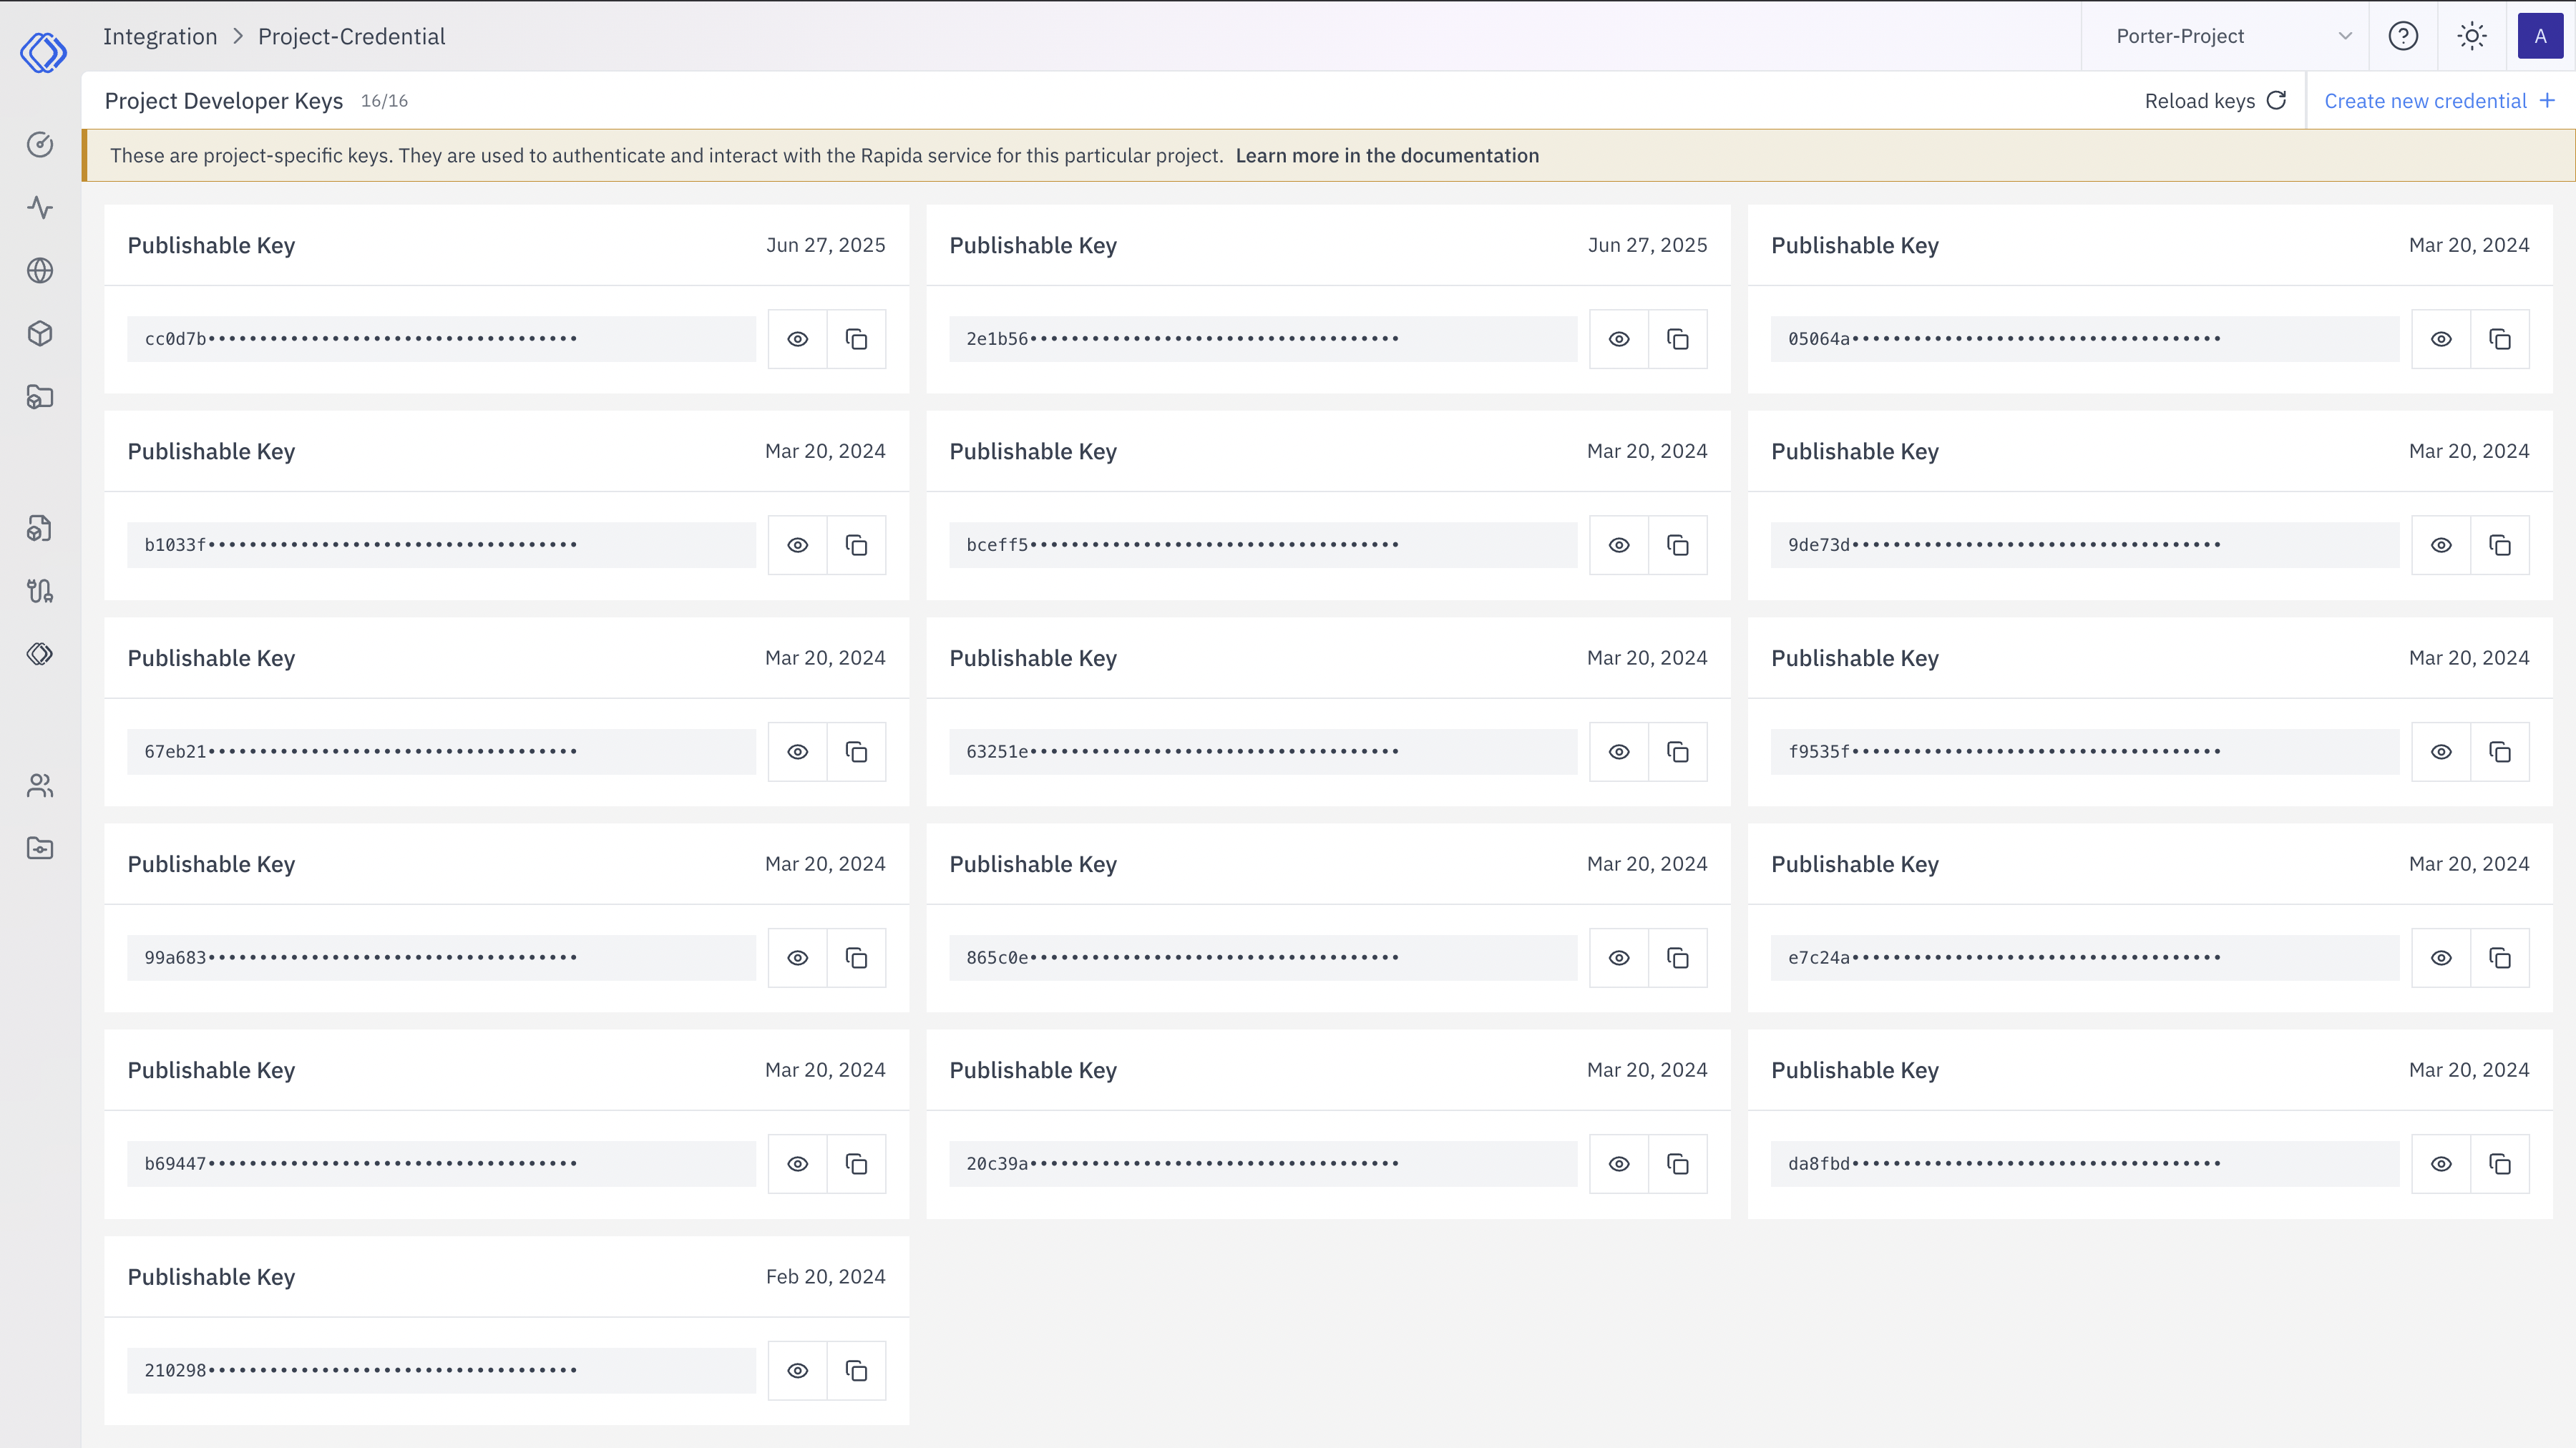 Integration > Project-Credential
Porter-Project
A
Project Developer Keys 16/16
Reload keys
Create new credential +
These are project-specific keys. They are used to authenticate and interact with the Rapida service for this particular project. Learn more in the documentation
Publishable Key Jun 27, 2025
cc0d7b••••••••••••••••••••••••••••••••••••
Publishable Key Jun 27, 2025
2e1b56••••••••••••••••••••••••••••••••••••
Publishable Key Mar 20, 2024
05064a••••••••••••••••••••••••••••••••••••
Publishable Key Mar 20, 2024
b1033f••••••••••••••••••••••••••••••••••••
Publishable Key Mar 20, 2024
bceff5••••••••••••••••••••••••••••••••••••
Publishable Key Mar 20, 2024
9de73d••••••••••••••••••••••••••••••••••••
Publishable Key Mar 20, 2024
67eb21••••••••••••••••••••••••••••••••••••
Publishable Key Mar 20, 2024
63251e••••••••••••••••••••••••••••••••••••
Publishable Key Mar 20, 2024
f9535f••••••••••••••••••••••••••••••••••••
Publishable Key Mar 20, 2024
99a683••••••••••••••••••••••••••••••••••••
Publishable Key Mar 20, 2024
865c0e••••••••••••••••••••••••••••••••••••
Publishable Key Mar 20, 2024
e7c24a••••••••••••••••••••••••••••••••••••
Publishable Key Mar 20, 2024
b69447••••••••••••••••••••••••••••••••••••
Publishable Key Mar 20, 2024
20c39a••••••••••••••••••••••••••••••••••••
Publishable Key Mar 20, 2024
da8fbd••••••••••••••••••••••••••••••••••••
Publishable Key Feb 20, 2024
210298••••••••••••••••••••••••••••••••••••